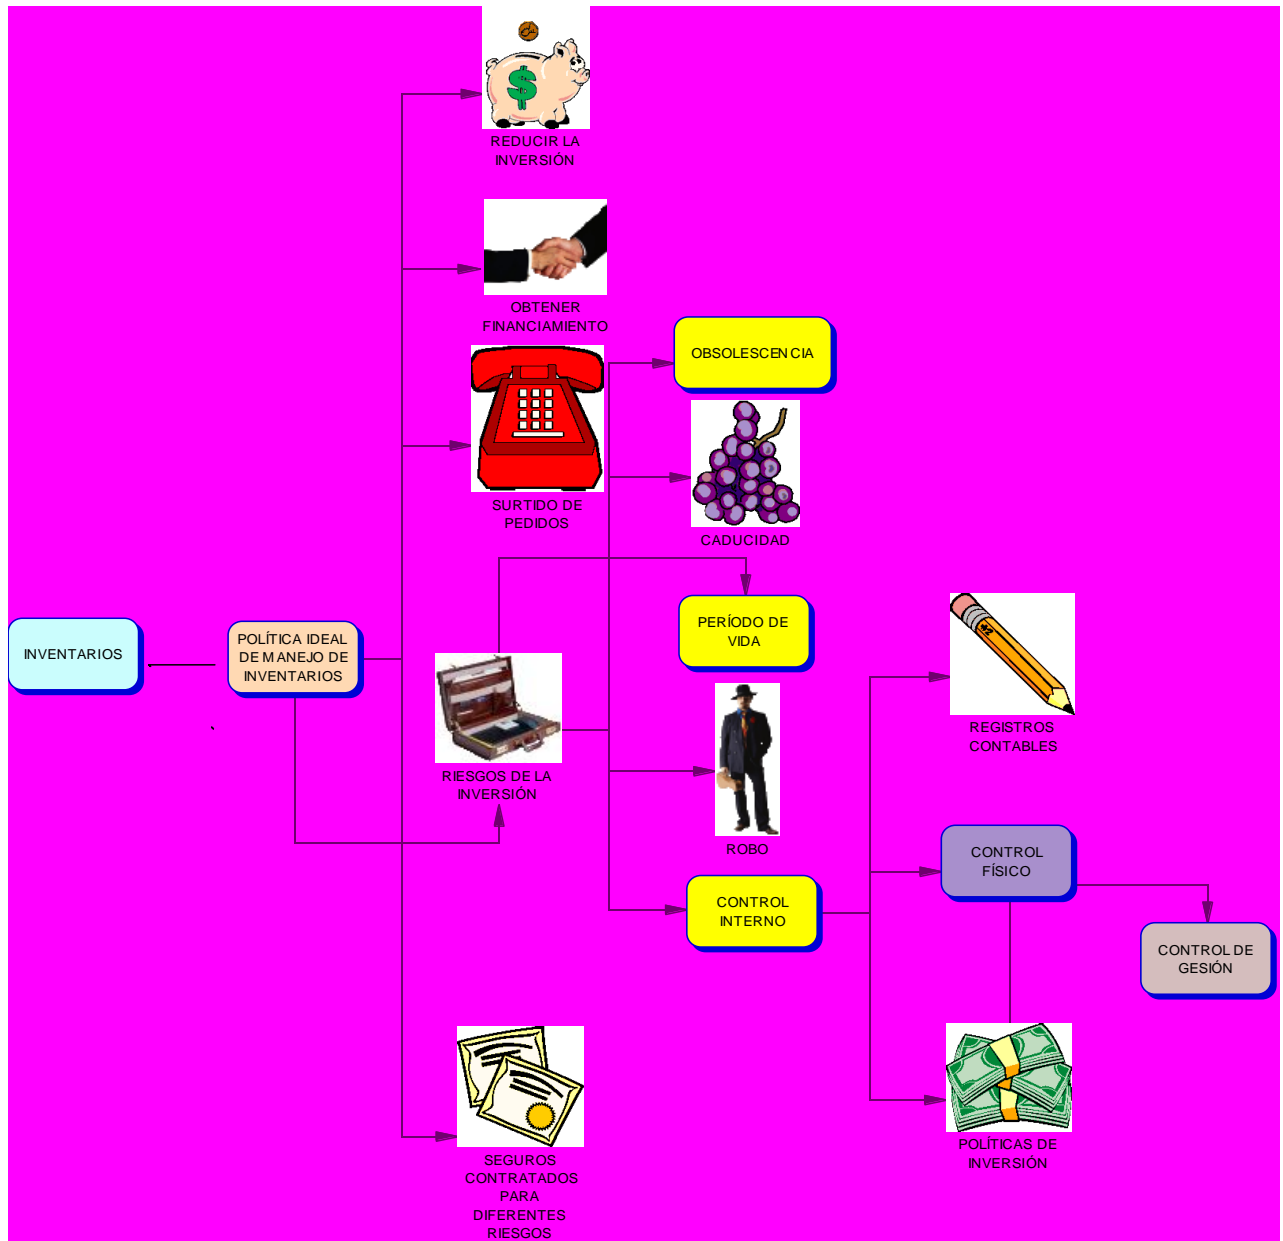 REDUCIR LA
INVERSIÓN
OBTENER
FINANCIAMIENTO
OBSOLESCENCIA
SURTIDO DE
PEDIDOS
CADUCIDAD
INVENTARIOS
POLÍTICA IDEAL
DE MANEJO DE
INVENTARIOS
PERÍODO DE
VIDA
RIESGOS DE LA
INVERSIÓN
REGISTROS
CONTABLES
ROBO
CONTROL
FÍSICO
CONTROL
INTERNO
CONTROL DE
GESIÓN
POLÍTICAS DE
INVERSIÓN
SEGUROS
CONTRATADOS
PARA
DIFERENTES
RIESGOS